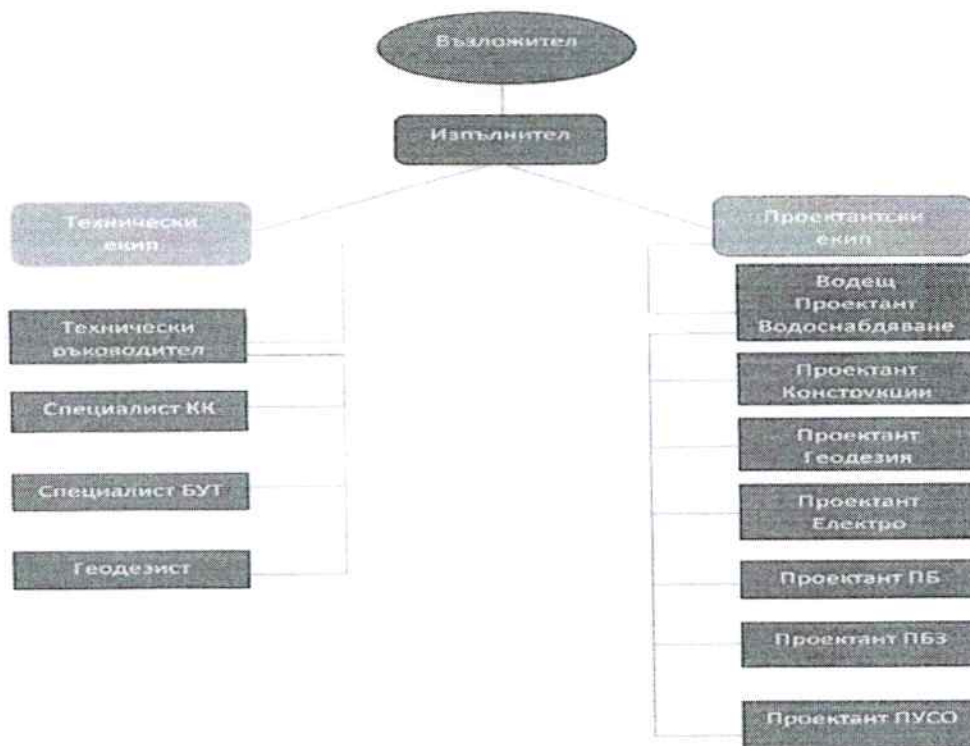 Възложител
Изпълнител
Технически
екип
Технически
ръководител
Специалист КК
Специалист БУТ
Геодезист
Проектантски
екип
Водещ
Проектант
Водоснабдяване
Проектант
Конструкции
Проектант
Геодезия
Проектант
Електро
Проектант ПБ
Проектант ПБЗ
Проектант ПУСО